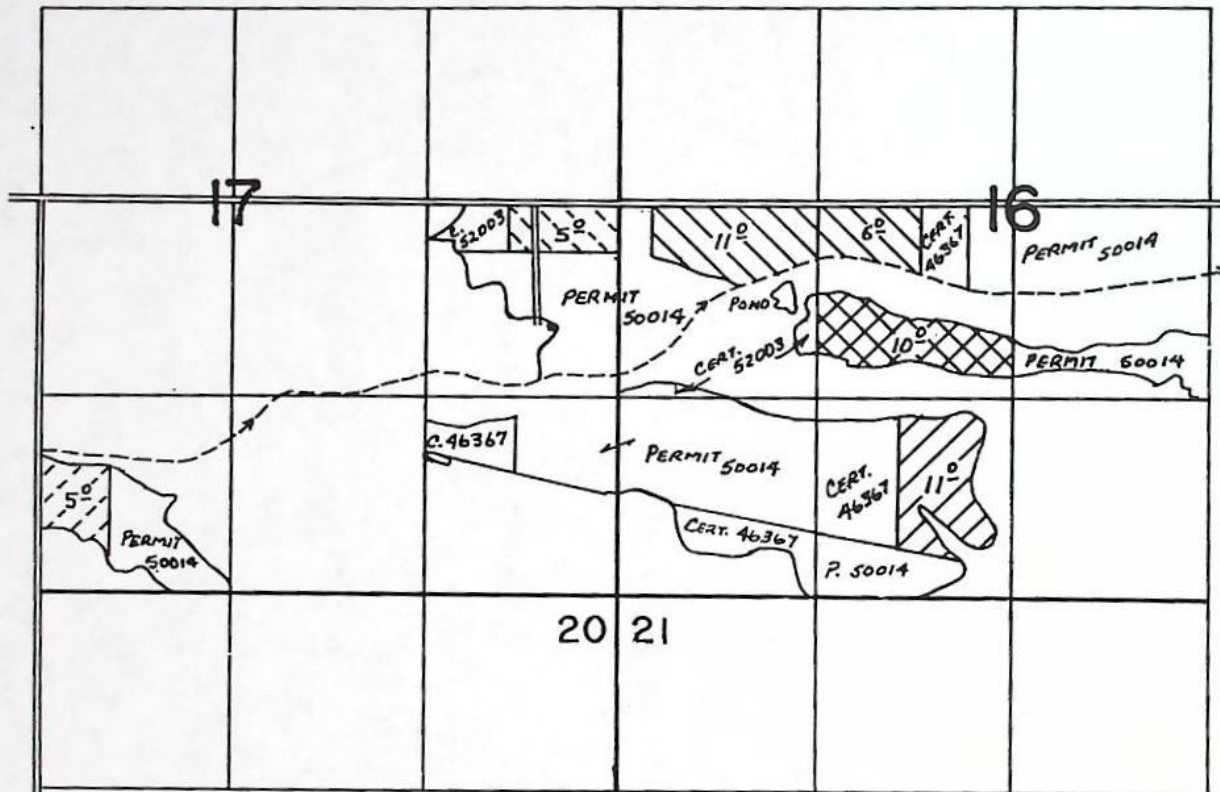 17
16
C. 52003
5º
11º
6º
CERT. 46367
PERMIT 50014
PERMIT 50014
POND
CERT. 52003
10º
PERMIT 50014
C. 46367
PERMIT 50014
CERT. 46367
11º
5º
PERMIT 50014
CERT. 46367
P. 50014
20 21